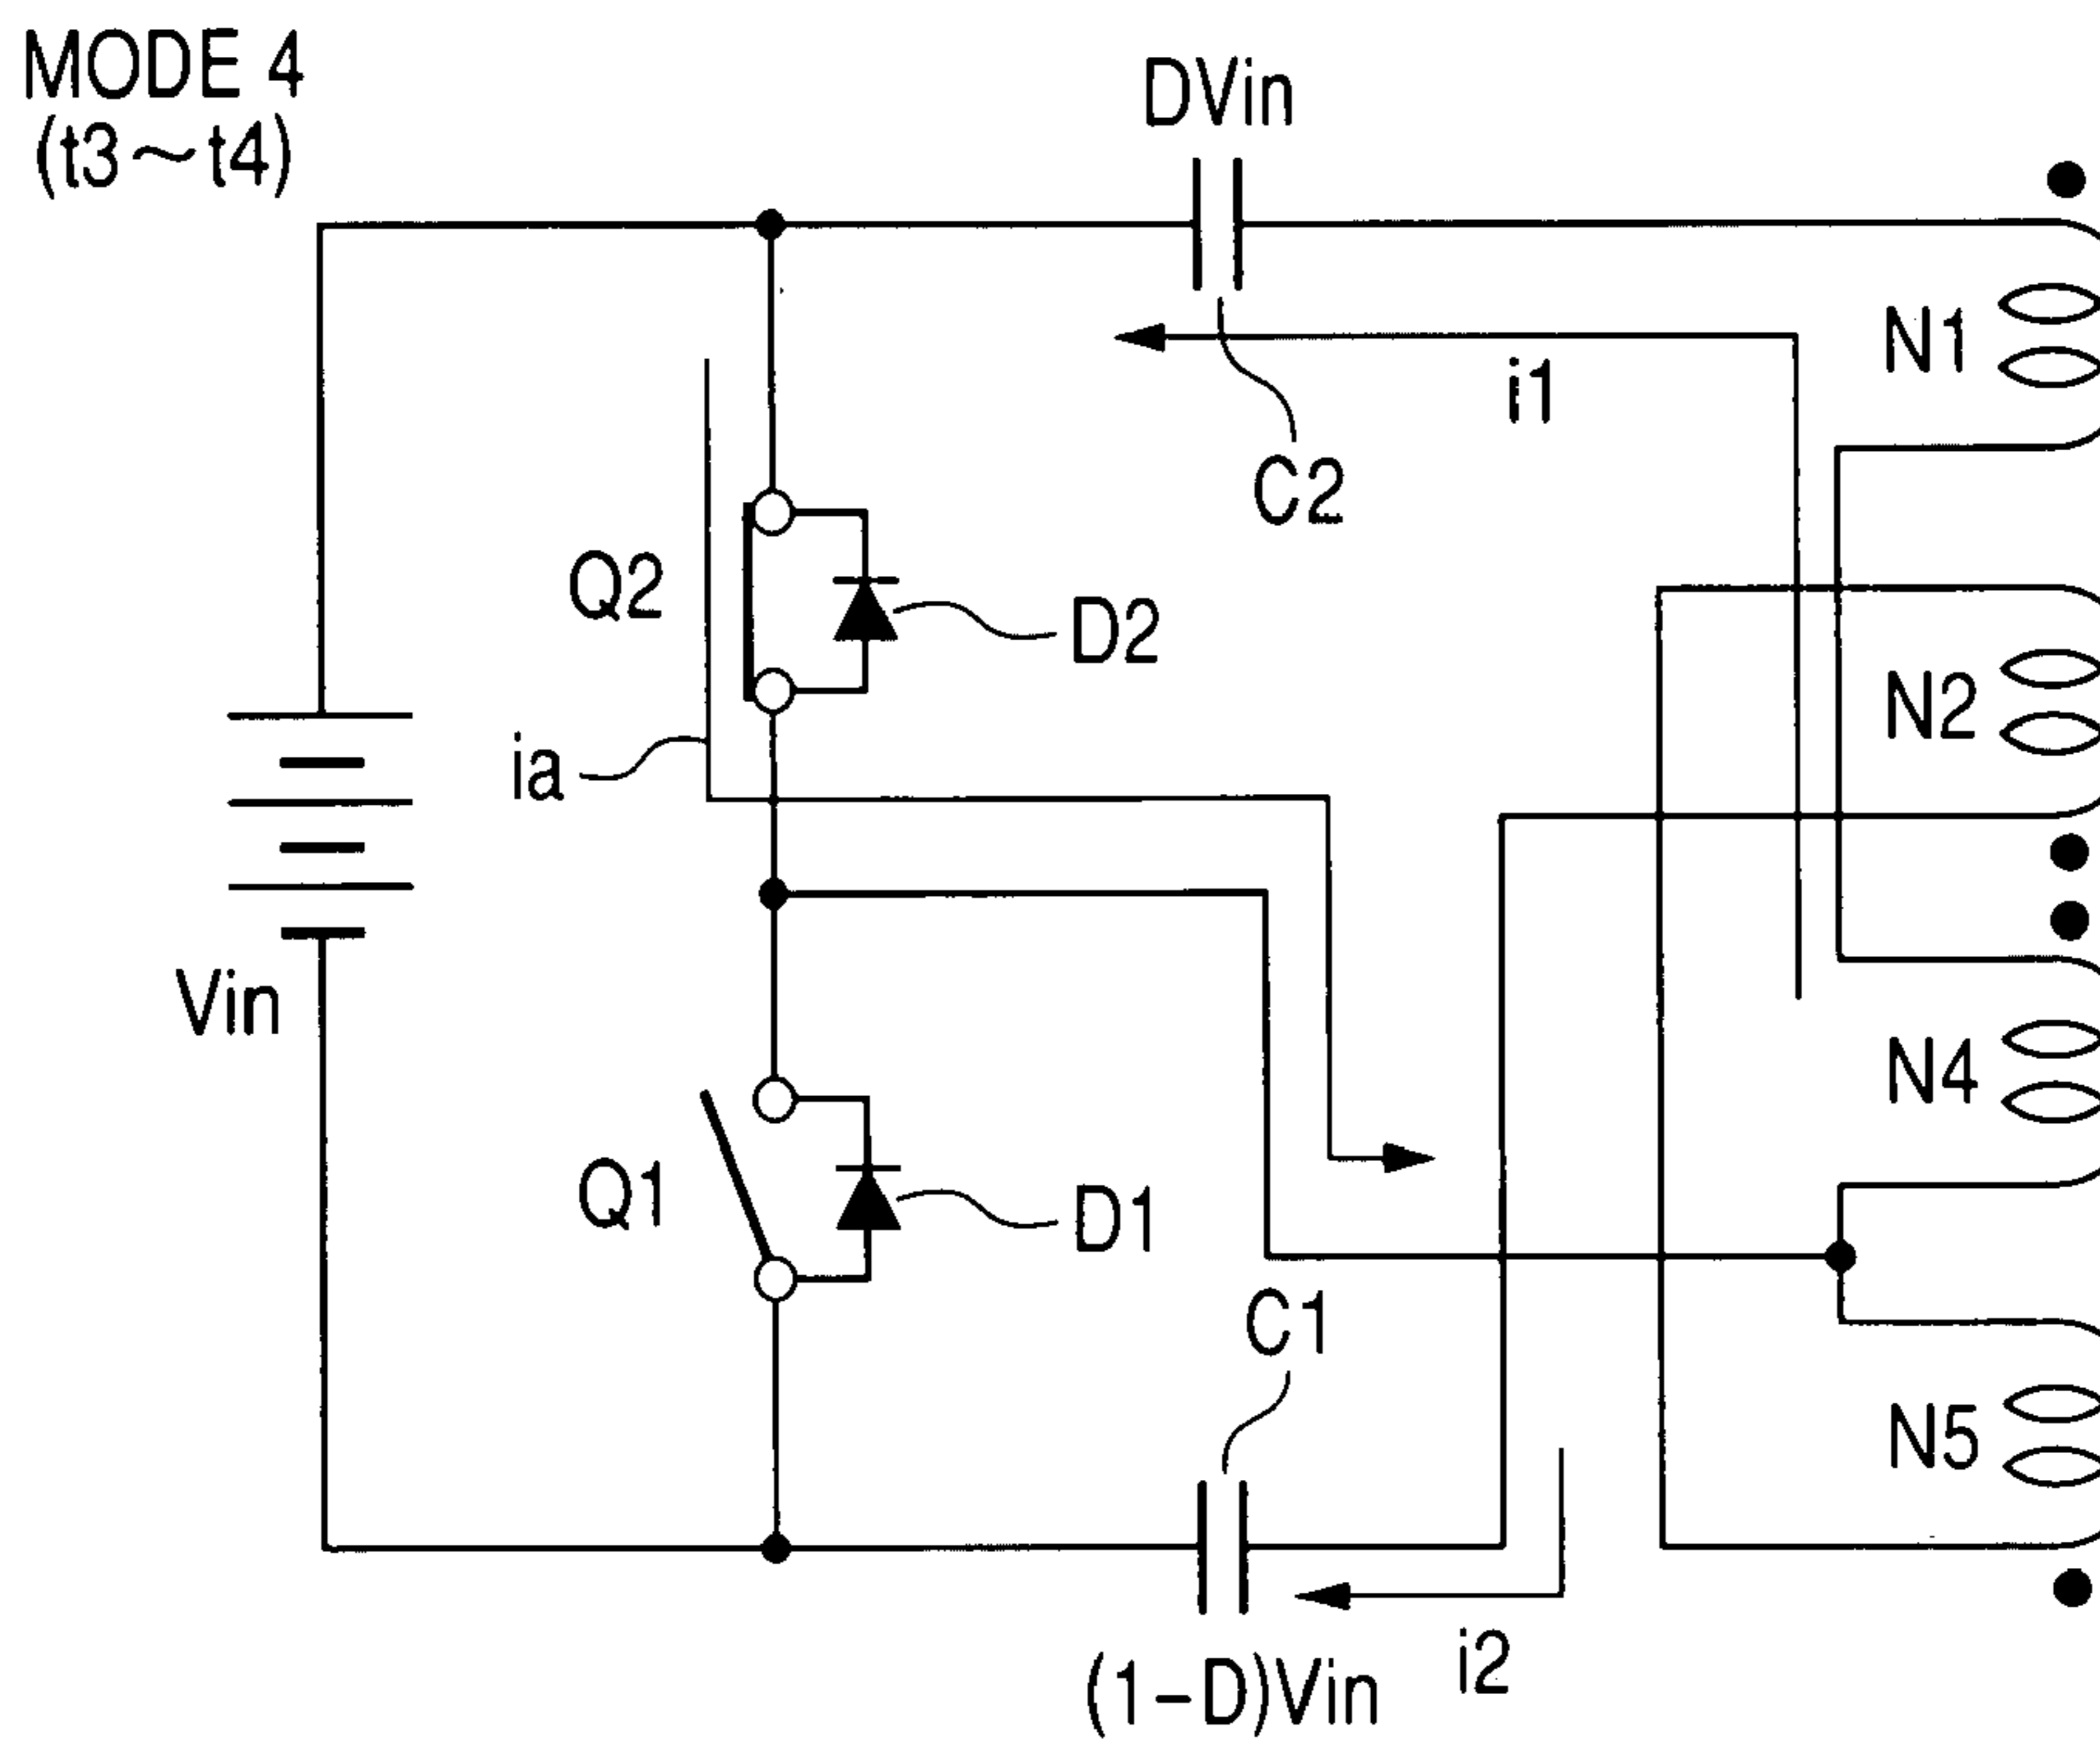 MODE 4
(t3～t4)
DVin
N1
i1
C2
Q2
D2
N2
ia
Vin
N4
Q1
D1
C1
N5
i2
(1-D)Vin